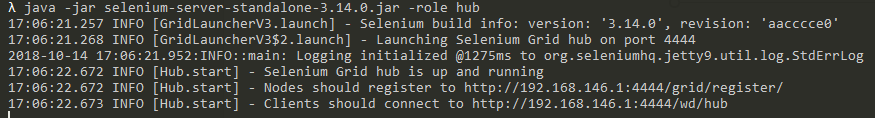 λ java -jar selenium-server-standalone-3.14.0.jar -role hub
17:06:21.257 INFO [GridLauncherV3.launch] - Selenium build info: version: '3.14.0', revision: 'aacccce0'
17:06:21.268 INFO [GridLauncherV3$2.launch] - Launching Selenium Grid hub on port 4444
2018-10-14 17:06:21.952:INFO::main: Logging initialized @1275ms to org.seleniumhq.jetty9.util.log.StdErrLog
17:06:22.672 INFO [Hub.start] - Selenium Grid hub is up and running
17:06:22.672 INFO [Hub.start] - Nodes should register to http://192.168.146.1:4444/grid/register/
17:06:22.673 INFO [Hub.start] - Clients should connect to http://192.168.146.1:4444/wd/hub